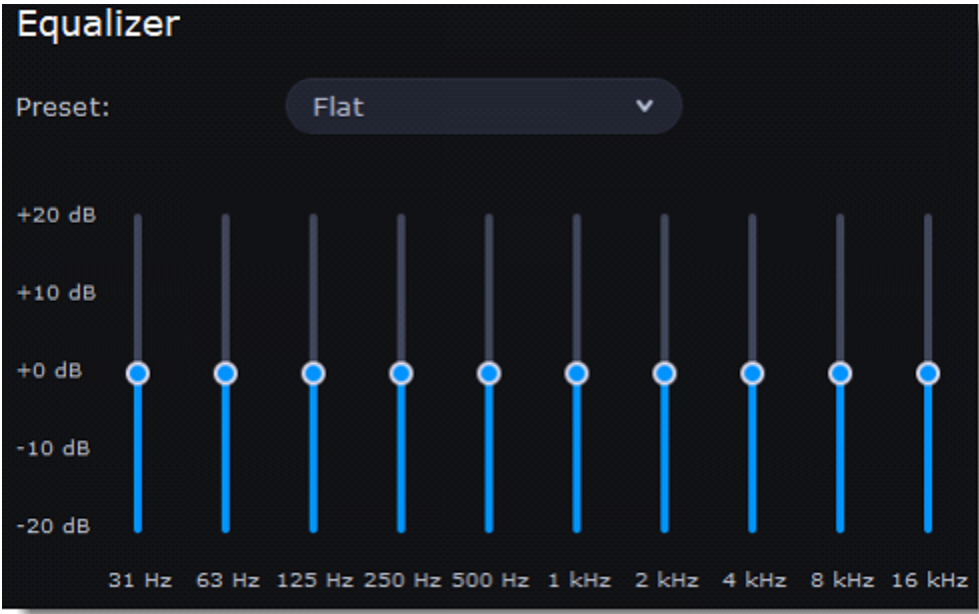 Equalizer
Preset: Flat
+20 dB
+10 dB
+0 dB
-10 dB
-20 dB
31 Hz 63 Hz 125 Hz 250 Hz 500 Hz 1 kHz 2 kHz 4 kHz 8 kHz 16 kHz